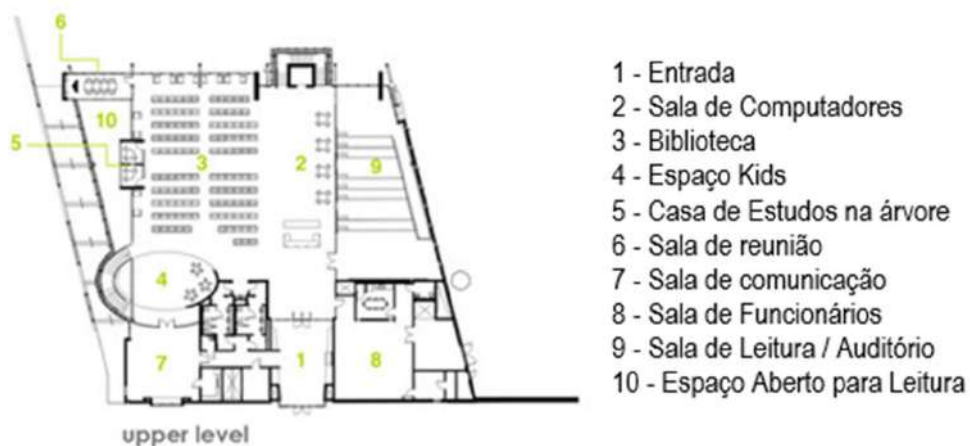 6
10
5
3
2
9
4
7
1
8
upper level
1 - Entrada
2 - Sala de Computadores
3 - Biblioteca
4 - Espaço Kids
5 - Casa de Estudos na árvore
6 - Sala de reunião
7 - Sala de comunicação
8 - Sala de Funcionários
9 - Sala de Leitura / Auditório
10 - Espaço Aberto para Leitura